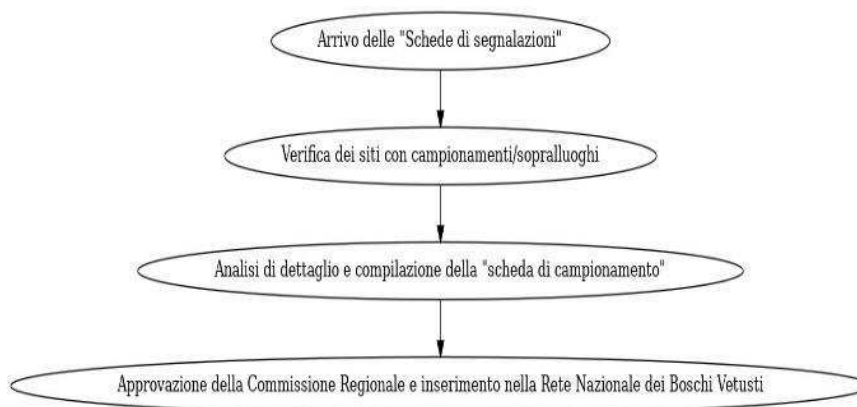 Arrivo delle "Schede di segnalazioni"
Verifica dei siti con campionamenti/sopralluoghi
Analisi di dettaglio e compilazione della "scheda di campionamento"
Approvazione della Commissione Regionale e inserimento nella Rete Nazionale dei Boschi Vetusti